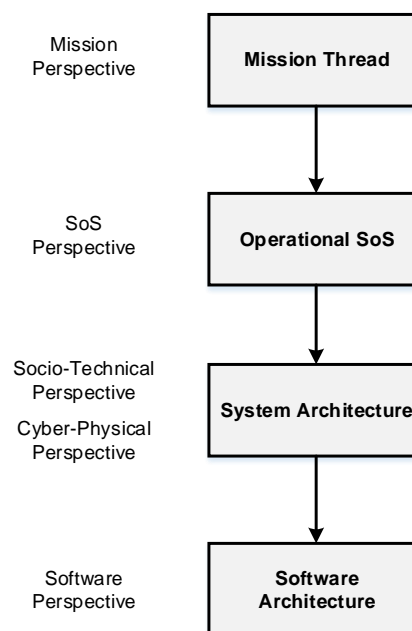 Mission
Perspective
Mission Thread
SoS
Perspective
Operational SoS
Socio-Technical
Perspective
Cyber-Physical
Perspective
System Architecture
Software
Perspective
Software
Architecture